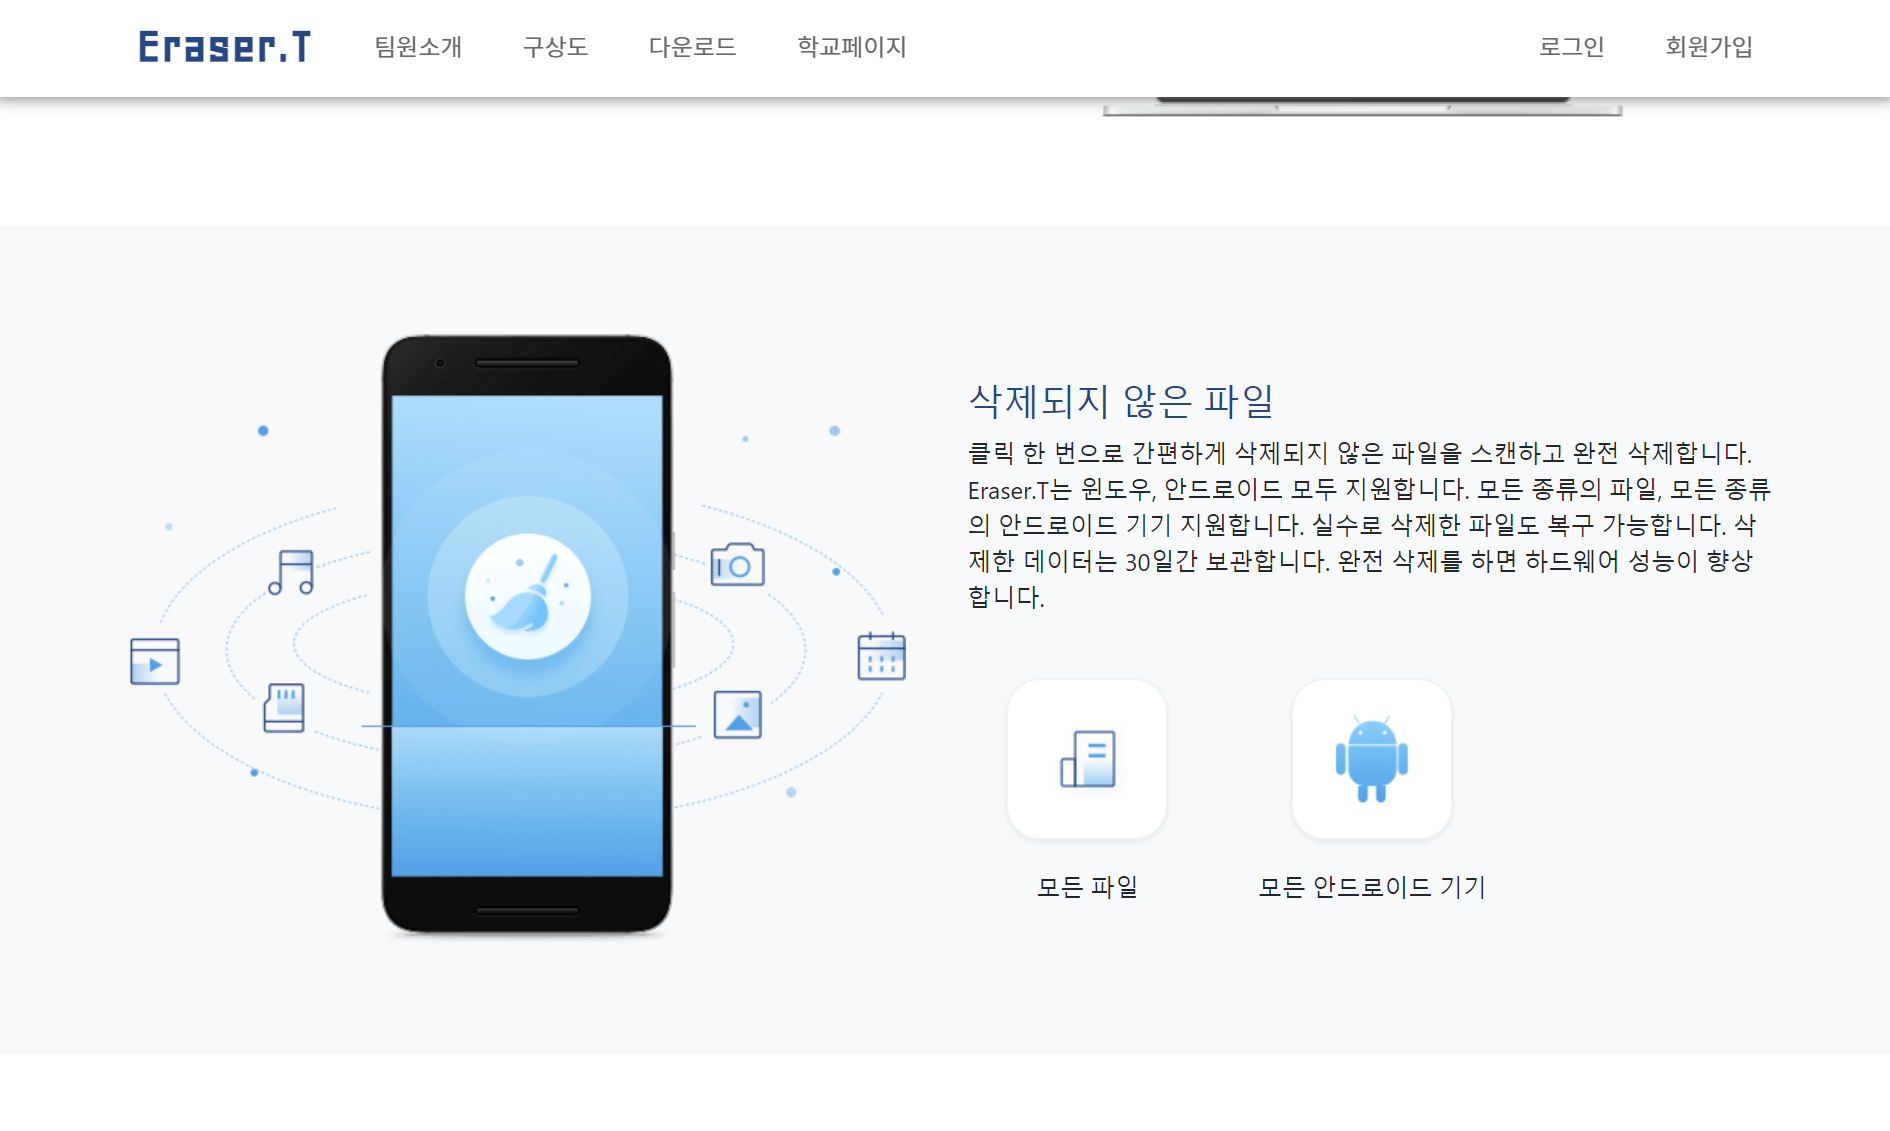 Eraser.T 팀원소개 구상도 다운로드 학교페이지 로그인 회원가입
삭제되지 않은 파일
클릭 한 번으로 간편하게 삭제되지 않은 파일을 스캔하고 완전 삭제합니다.
Eraser.T는 윈도우, 안드로이드 모두 지원합니다. 모든 종류의 파일, 모든 종류
의 안드로이드 기기 지원합니다. 실수로 삭제한 파일도 복구 가능합니다. 삭
제한 데이터는 30일간 보관합니다. 완전 삭제를 하면 하드웨어 성능이 향상
합니다.
모든 파일 모든 안드로이드 기기